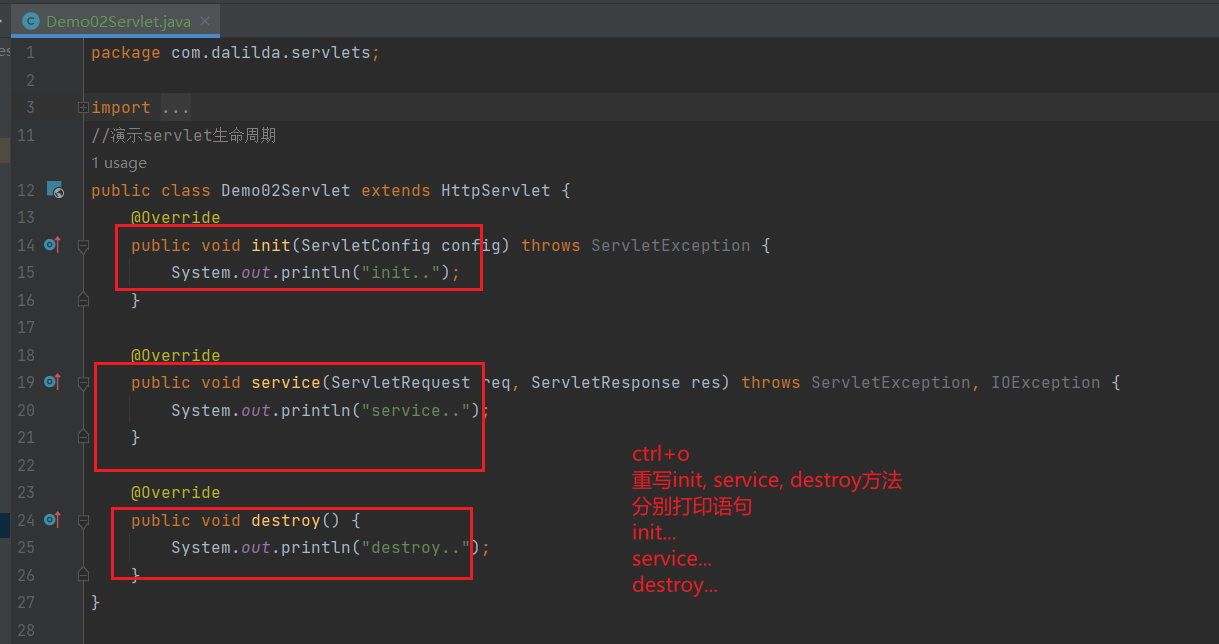 Demo02Servlet.java
es
1 package com.dalilda.servlets;
2
3 import ...
11 //演示servlet生命周期
1 usage
12 public class Demo02Servlet extends HttpServlet {
13 @Override
14 public void init(ServletConfig config) throws ServletException {
15 System.out.println("init..");
16 }
17
18 @Override
19 public void service(ServletRequest req, ServletResponse res) throws ServletException, IOException {
20 System.out.println("service..");
21 }
22
23 @Override
24 public void destroy() {
25 System.out.println("destroy..");
26 }
27 }
28
ctrl+o
重写init, service, destroy方法
分别打印语句
init...
service...
destroy...